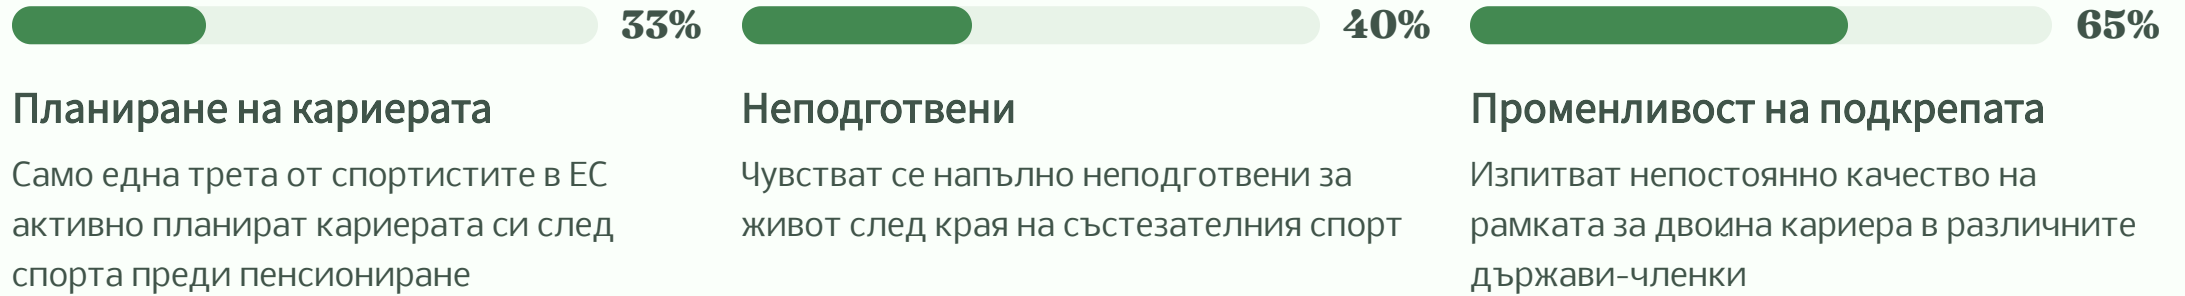 33%
Планиране на кариерата
Само една трета от спортистите в ЕС
активно планират кариерата си след
спорта преди пенсиониране
40%
Неподготвени
Чувстват се напълно неподготвени за
живот след края на състезателния спорт
65%
Променливост на подкрепата
Изпитват непостоянно качество на
рамката за двоина кариера в различните
държави-членки